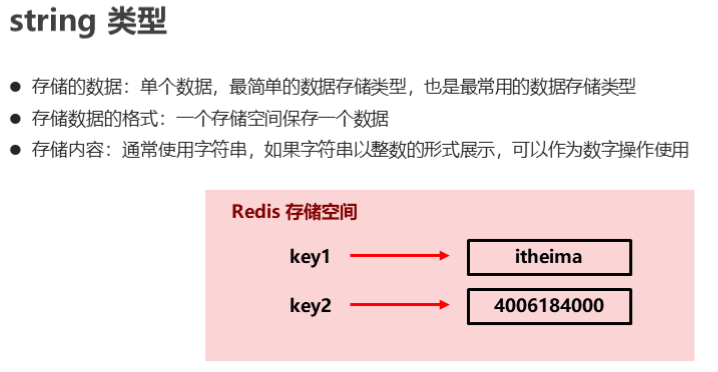 string 类型
● 存储的数据：单个数据，最简单的数据存储类型，也是最常用的数据存储类型
● 存储数据的格式：一个存储空间保存一个数据
● 存储内容：通常使用字符串，如果字符串以整数的形式展示，可以作为数字操作使用
Redis 存储空间
key1 itheima
key2 4006184000